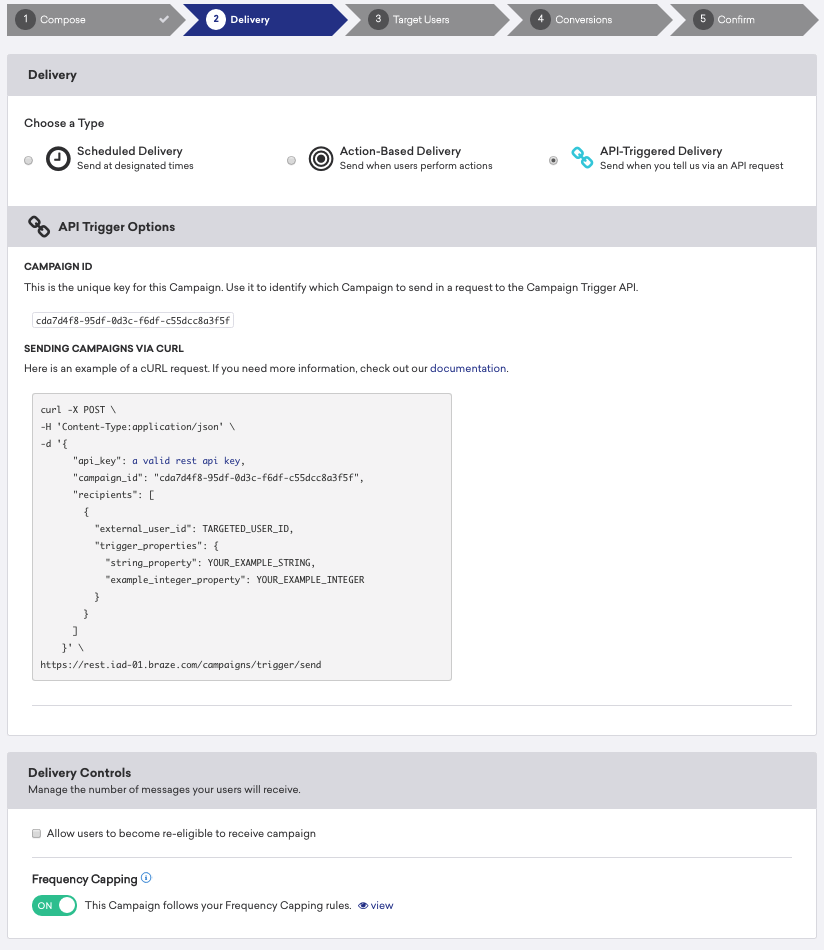 1 Compose
2 Delivery
3 Target Users
4 Conversions
5 Confirm
Delivery
Choose a Type
Scheduled Delivery
Send at designated times
Action-Based Delivery
Send when users perform actions
API-Triggered Delivery
Send when you tell us via an API request
API Trigger Options
CAMPAIGN ID
This is the unique key for this Campaign. Use it to identify which Campaign to send in a request to the Campaign Trigger API.
cda7d4f8-95df-0d3c-f6df-c55dcc8a3f5f
SENDING CAMPAIGNS VIA CURL
Here is an example of a cURL request. If you need more information, check out our documentation.
curl -X POST \
-H 'Content-Type:application/json' \
-d '{
"api_key": a valid rest api key,
"campaign_id": "cda7d4f8-95df-0d3c-f6df-c55dcc8a3f5f",
"recipients": [
{
"external_user_id": TARGETED_USER_ID,
"trigger_properties": {
"string_property": YOUR_EXAMPLE_STRING,
"example_integer_property": YOUR_EXAMPLE_INTEGER
}
}
]
}' \
https://rest.iad-01.braze.com/campaigns/trigger/send
Delivery Controls
Manage the number of messages your users will receive.
Allow users to become re-eligible to receive campaign
Frequency Capping
ON This Campaign follows your Frequency Capping rules. view